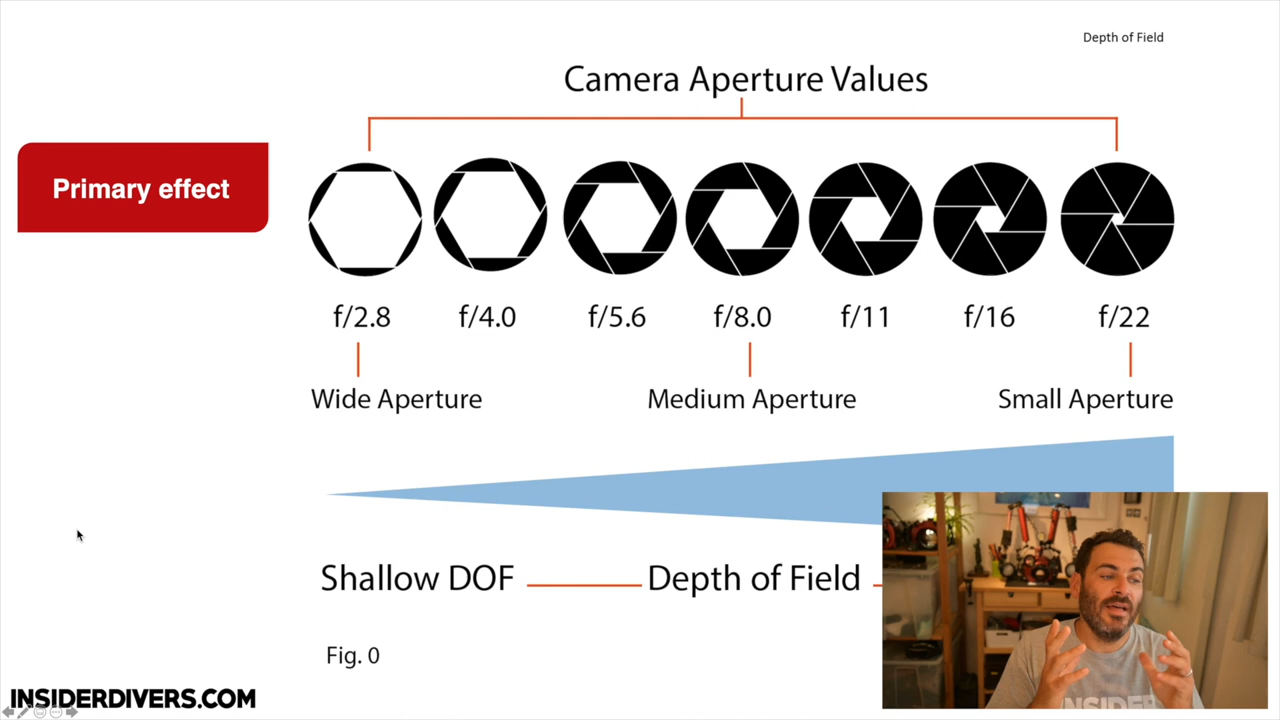 Depth of Field
Camera Aperture Values
Primary effect
f/2.8 f/4.0 f/5.6 f/8.0 f/11 f/16 f/22
Wide Aperture Medium Aperture Small Aperture
Shallow DOF Depth of Field
Fig. 0
INSIDERDIVERS.COM